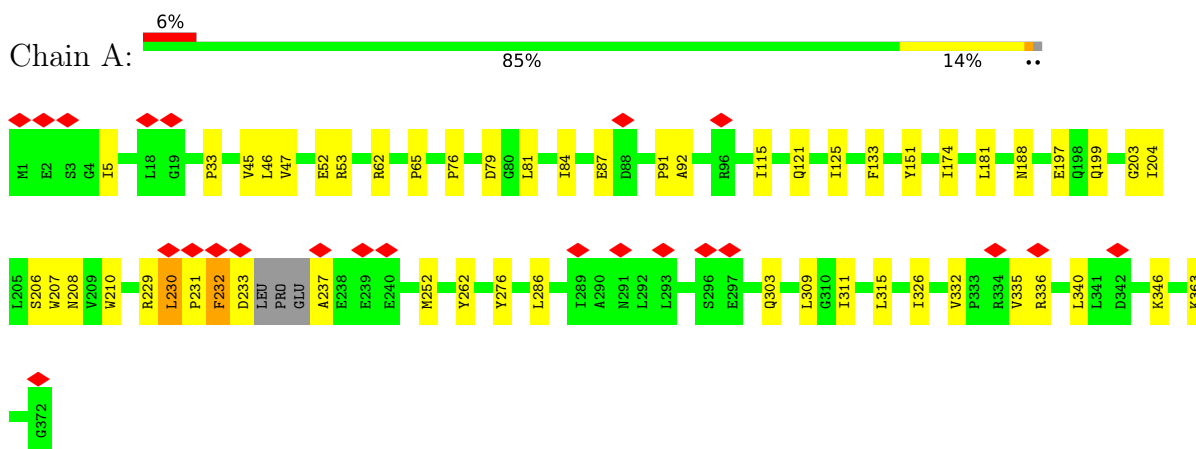 6%
Chain A:
85% 14% ••
M1 E2 S3 G4 I5 L18 G19 P33 V45 L46 V47 E52 R53 R62 P65 P76 D79 G80 L81 I84 E87 D88 P91 A92 R96 I115 Q121 I125 F133 Y151 I174 L181 N188 E197 Q198 Q199 G203 I204
L205 S206 W207 N208 V209 W210 R229 L230 P231 F232 D233 LEU PRO GLU A237 E238 E239 E240 M252 Y262 Y276 L286 I289 A290 N291 L292 L293 S296 E297 Q303 L309 G310 I311 L315 I326 V332 P333 R334 V335 R336 L340 L341 D342 K346
G372